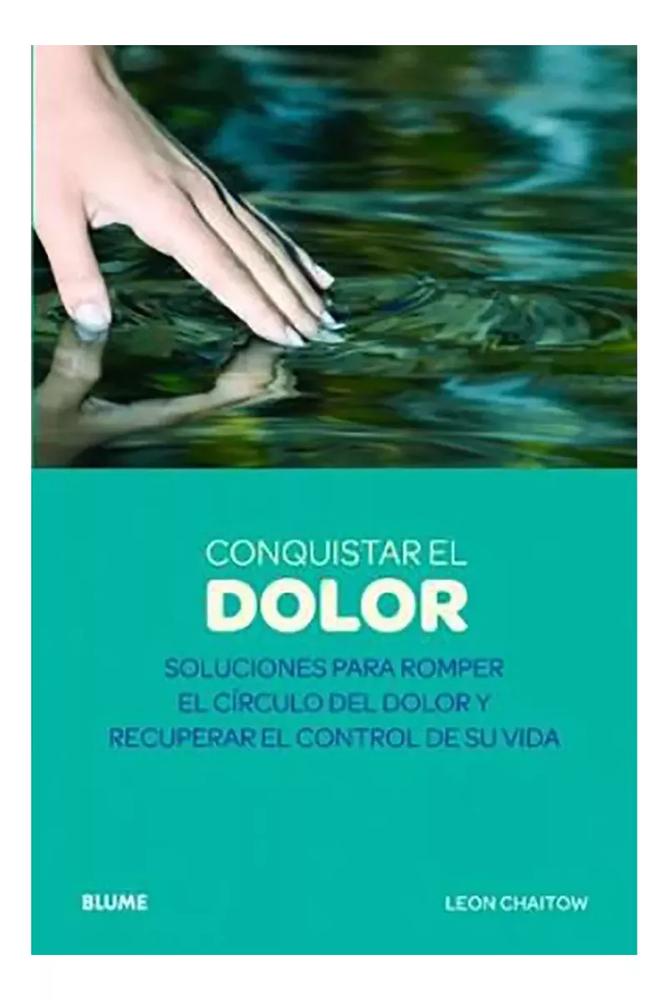 CONQUISTAR EL
DOLOR
SOLUCIONES PARA ROMPER
EL CÍRCULO DEL DOLOR Y
RECUPERAR EL CONTROL DE SU VIDA
BLUME
LEON CHAITOW